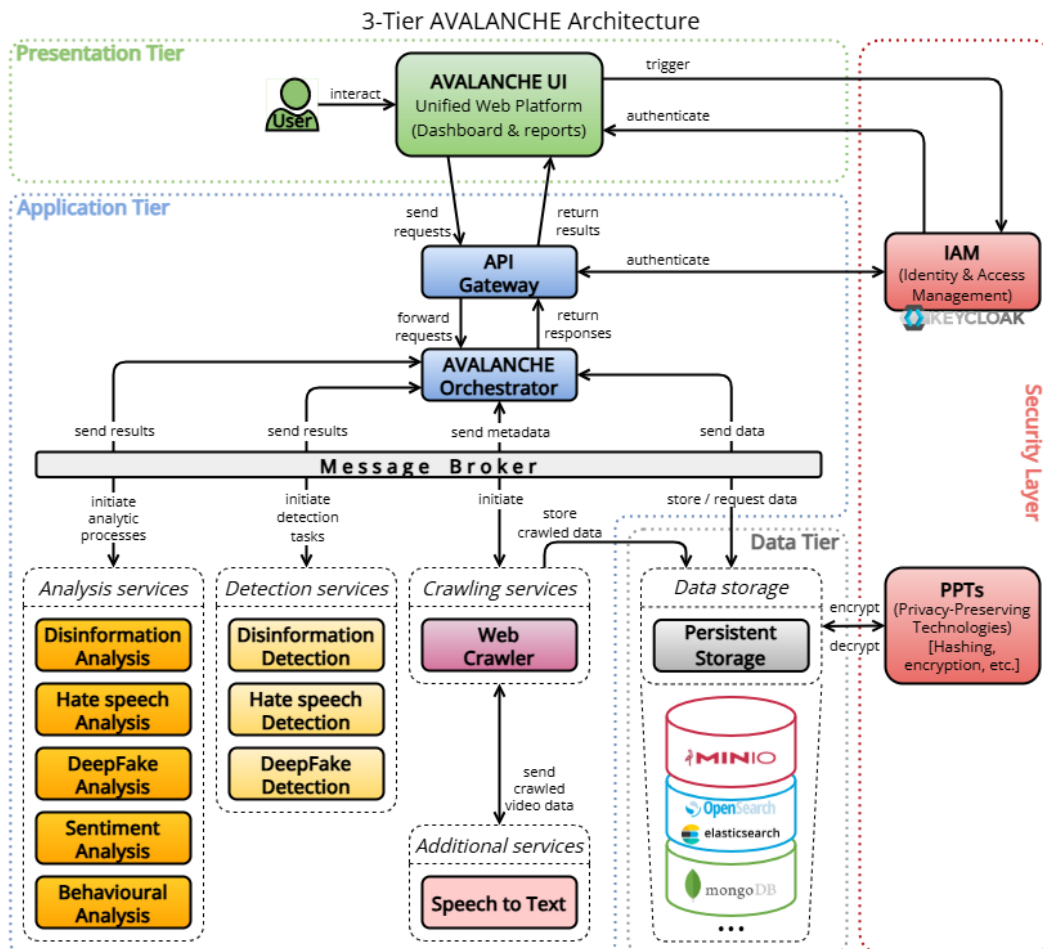 3-Tier AVALANCHE Architecture
Presentation Tier
User
interact
AVALANCHE UI
Unified Web Platform
(Dashboard & reports)
trigger
authenticate
Application Tier
send
requests
return
results
API
Gateway
authenticate
IAM
(Identity & Access
Management)
KEYCLOAK
forward
requests
return
responses
AVALANCHE
Orchestrator
Security Layer
send results
send results
send metadata
send data
Message Broker
initiate
analytic
processes
initiate
detection
tasks
initiate
store
crawled data
store / request data
Data Tier
Analysis services
Disinformation
Analysis
Hate speech
Analysis
DeepFake
Analysis
Sentiment
Analysis
Behavioural
Analysis
Detection services
Disinformation
Detection
Hate speech
Detection
DeepFake
Detection
Crawling services
Web
Crawler
send
crawled
video data
Additional services
Speech to Text
Data storage
Persistent
Storage
MINIO
OpenSearch
elasticsearch
mongoDB
...
encrypt
decrypt
PPTs
(Privacy-Preserving
Technologies)
[Hashing,
encryption, etc.]